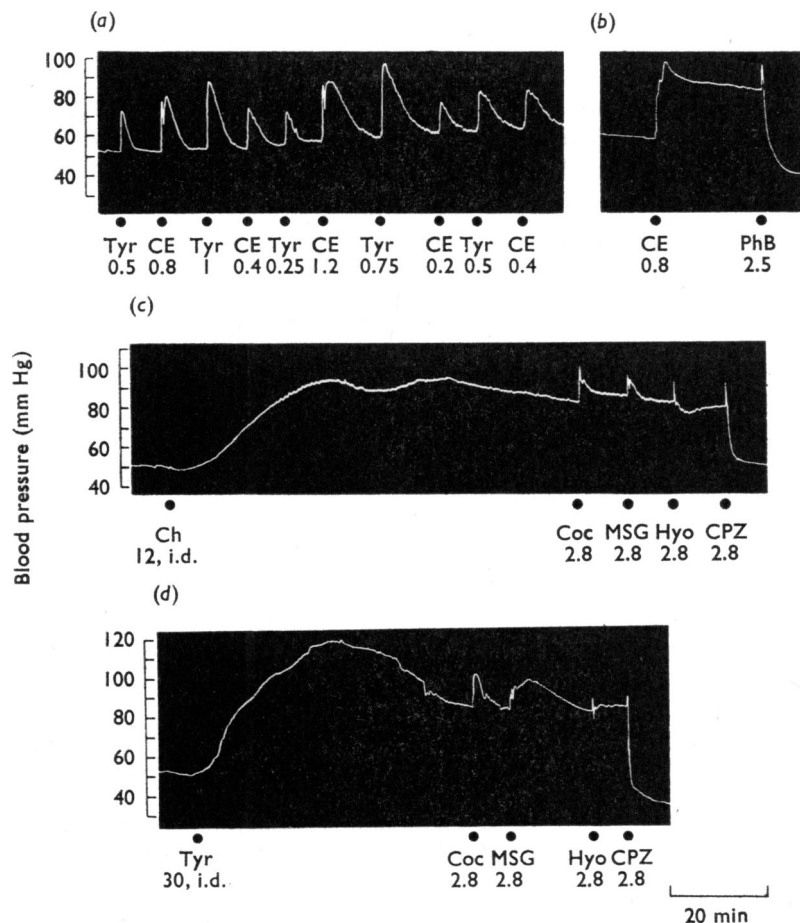 (a)
(b)
100
80
60
40
Tyr CE Tyr CE Tyr CE Tyr CE Tyr CE
0.5 0.8 1 0.4 0.25 1.2 0.75 0.2 0.5 0.4
CE PhB
0.8 2.5
(c)
Blood pressure (mm Hg)
100
80
60
40
Ch
12, i.d.
Coc MSG Hyo CPZ
2.8 2.8 2.8 2.8
(d)
120
100
80
60
40
Tyr
30, i.d.
Coc MSG Hyo CPZ
2.8 2.8 2.8 2.8
20 min